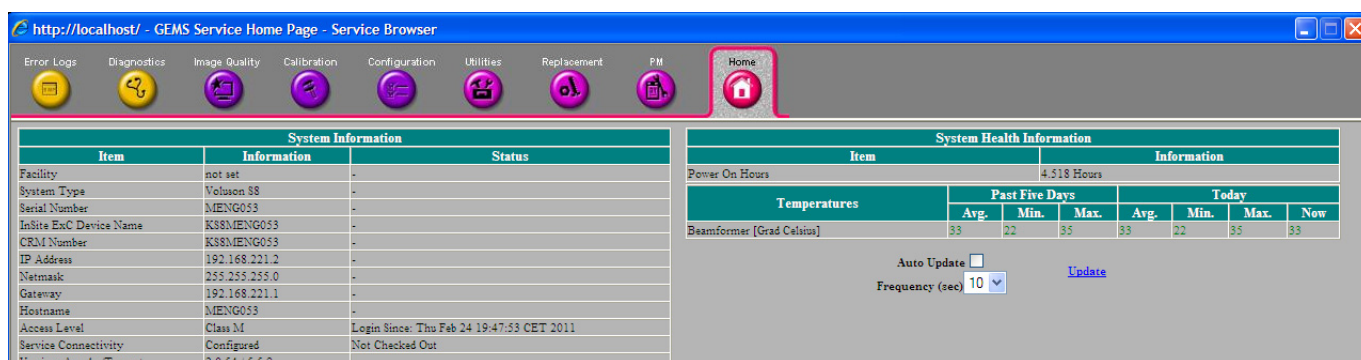 http://localhost/ - GEMS Service Home Page - Service Browser
Error Logs Diagnostics Image Quality Calibration Configuration Utilities Replacement PM Home
System Information
Item Information Status
Facility not set -
System Type Voluson S8 -
Serial Number MENG053 -
InSite ExC Device Name KS8MENG053 -
CRM Number KS8MENG053 -
IP Address 192.168.221.2 -
Netmask 255.255.255.0 -
Gateway 192.168.221.1 -
Hostname MENG053 -
Access Level Class M Login Since: Thu Feb 24 19:47:53 CET 2011
Service Connectivity Configured Not Checked Out
System Health Information
Item Information
Power On Hours 4.518 Hours
Temperatures Past Five Days Today
Avg. Min. Max. Avg. Min. Max. Now
Beamformer [Grad Celsius] 33 22 35 33 22 35 33
Auto Update
Update
Frequency (sec) 10